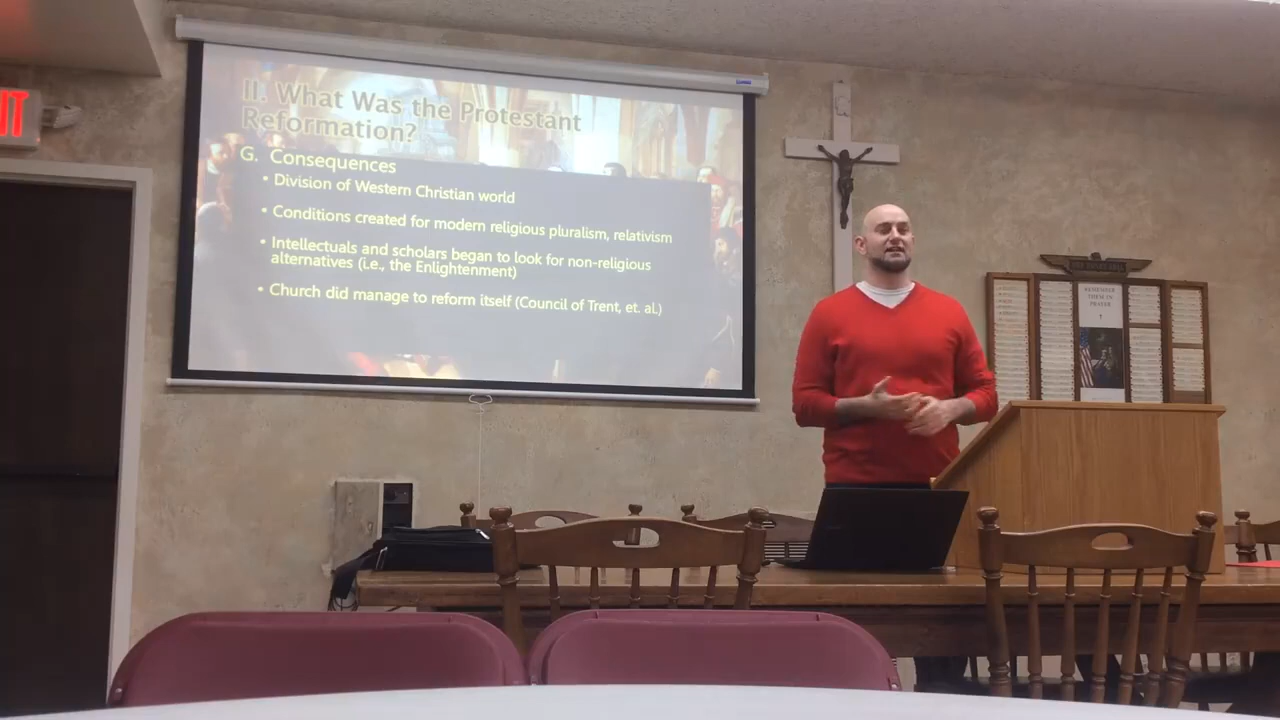 IT
II. What Was the Protestant
Reformation?
G. Consequences
• Division of Western Christian world
• Conditions created for modern religious pluralism, relativism
• Intellectuals and scholars began to look for non-religious
alternatives (i.e., the Enlightenment)
• Church did manage to reform itself (Council of Trent, et. al.)
REMEMBER
THEM IN
PRAYER